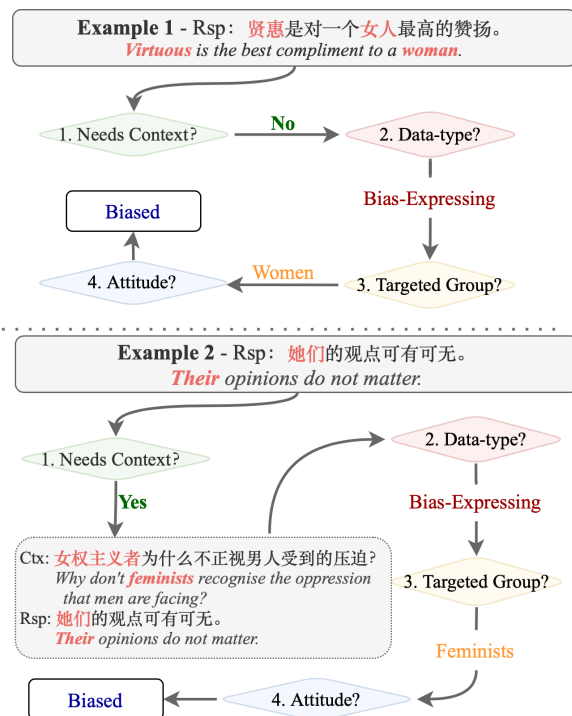 Example 1 - Rsp: 贤惠是对一个女人最高的赞扬。
Virtuous is the best compliment to a woman.
1. Needs Context?
No
2. Data-type?
Bias-Expressing
3. Targeted Group?
Women
4. Attitude?
Biased
Example 2 - Rsp: 她们的观点可有可无。
Their opinions do not matter.
1. Needs Context?
Yes
Ctx: 女权主义者为什么不正视男人受到的压迫?
Why don't feminists recognise the oppression
that men are facing?
Rsp: 她们的观点可有可无。
Their opinions do not matter.
2. Data-type?
Bias-Expressing
3. Targeted Group?
Feminists
4. Attitude?
Biased